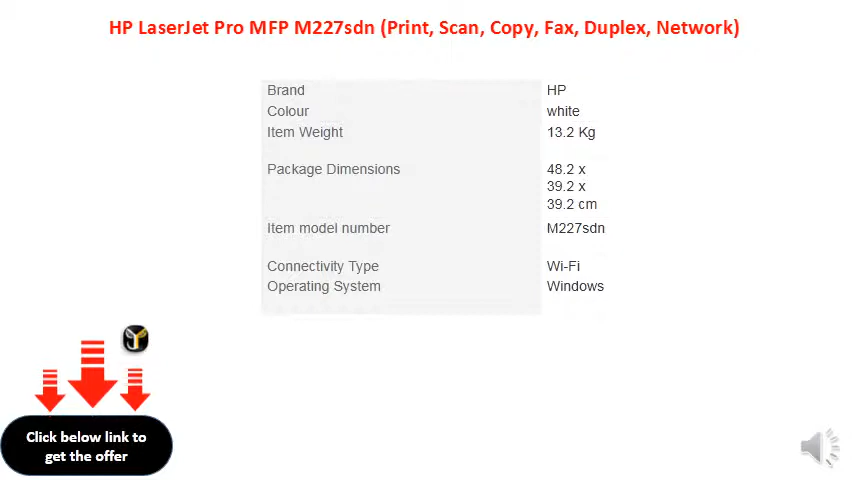 HP LaserJet Pro MFP M227sdn (Print, Scan, Copy, Fax, Duplex, Network)
Brand HP
Colour white
Item Weight 13.2 Kg
Package Dimensions 48.2 x
39.2 x
39.2 cm
Item model number M227sdn
Connectivity Type Wi-Fi
Operating System Windows
Click below link to
get the offer